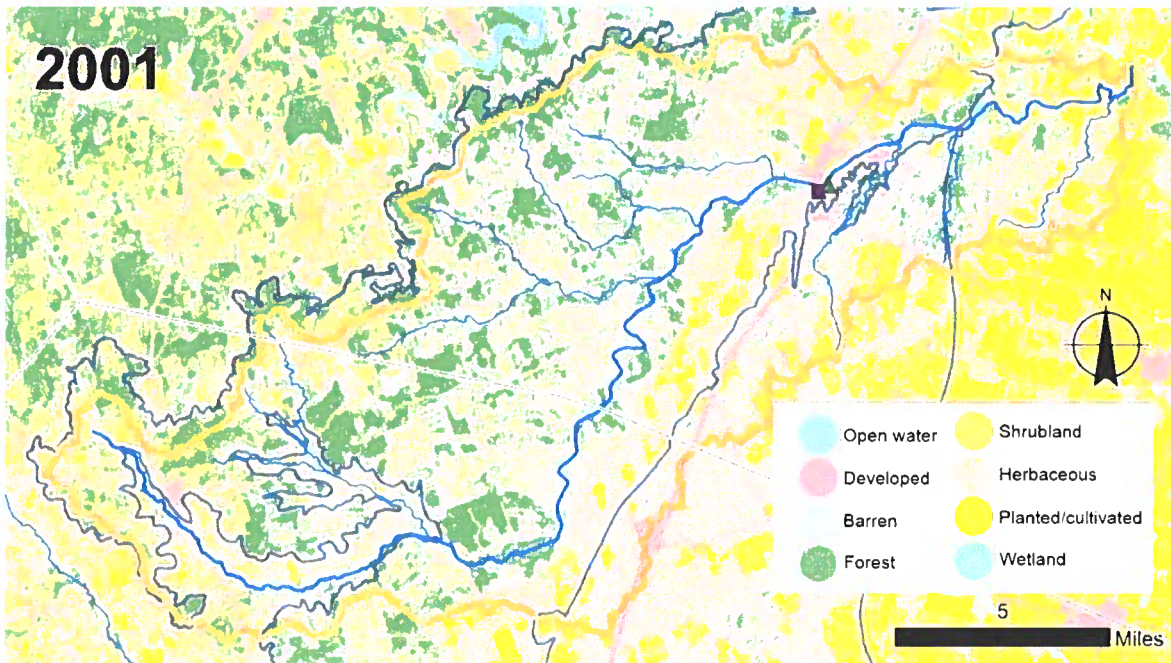 2001
N
Open water
Developed
Barren
Forest
Shrubland
Herbaceous
Planted/cultivated
Wetland
5
Miles